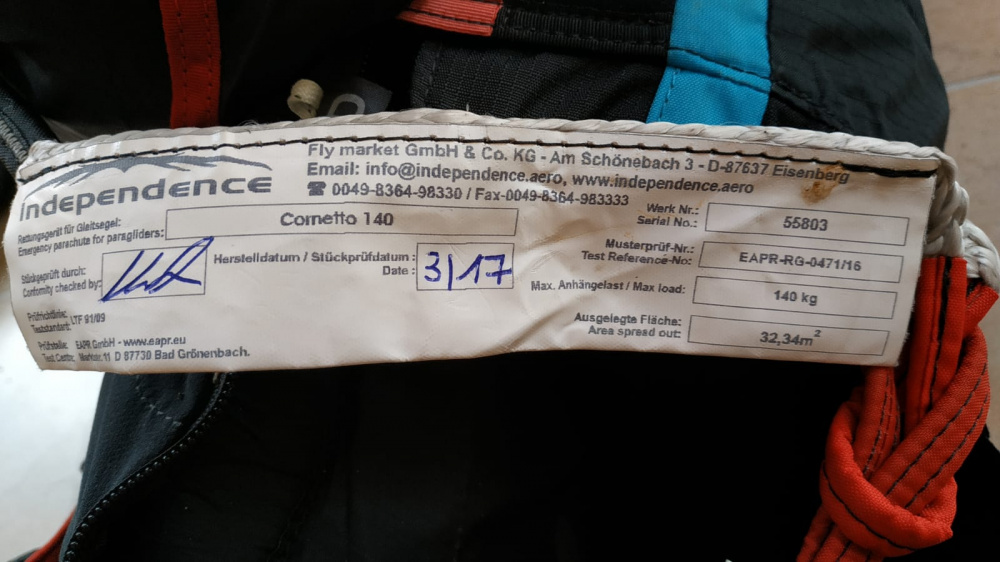 independence
Fly market GmbH & Co. KG - Am Schönebach 3 - D-87637 Eisenberg
Email: info@independence.aero, www.independence.aero
☎ 0049-8364-98330 / Fax-0049-8364-983333
Rettungsgerät für Gleitsegel:
Emergency parachute for paragliders:
Cornetto 140
Stückgeprüft durch:
Conformity checked by:
Herstelldatum / Stückprüfdatum :
Date :
3/17
Prüfrichtlinie:
Teststandard: LTF 91/09
Prüfstelle: EAPR GmbH - www.eapr.eu
Test Centre: 11 D 87730 Bad Grönenbach.
Werk Nr.:
Serial No.:
55803
Musterprüf-Nr.:
Test Reference-No:
EAPR-RG-0471/16
Max. Anhängelast / Max load:
140 kg
Ausgelegte Fläche:
Area spread out:
32,34m²